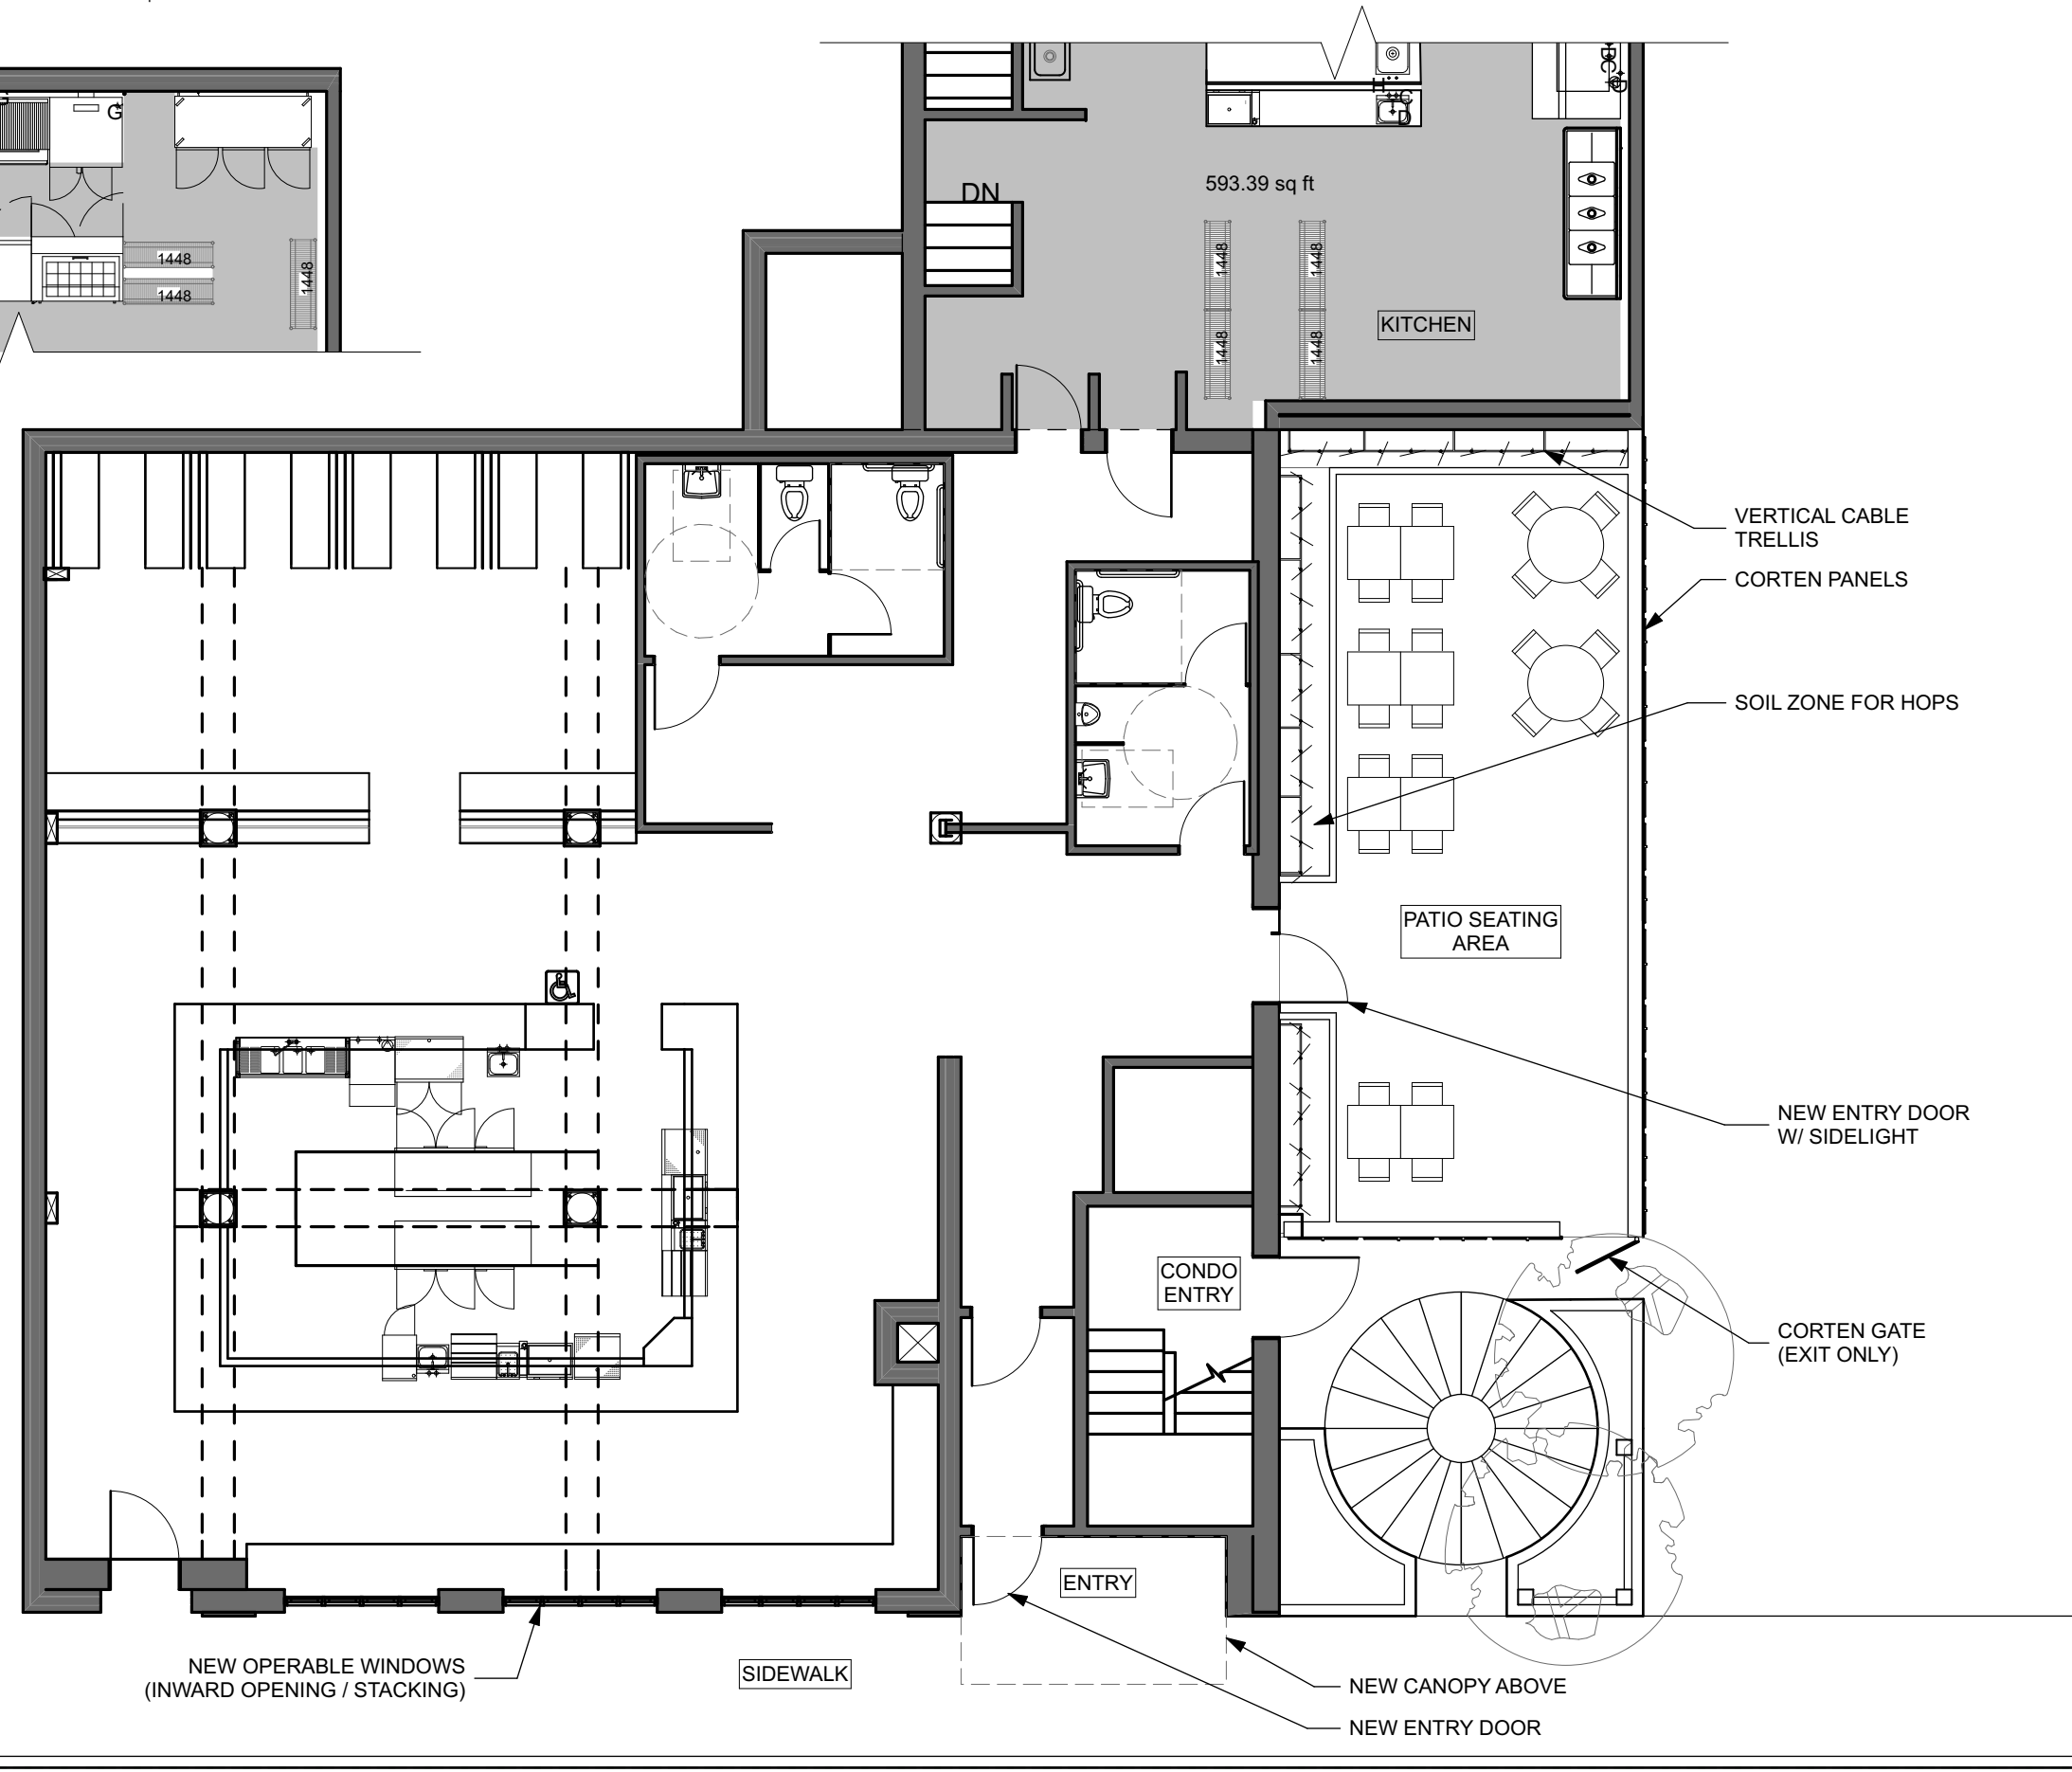 G
G
1448
1448
1448
DN
593.39 sq ft
H
C
D
DC
1448
1448
1448
1448
KITCHEN
VERTICAL CABLE
TRELLIS
CORTEN PANELS
SOIL ZONE FOR HOPS
PATIO SEATING
AREA
NEW ENTRY DOOR
W/ SIDELIGHT
CONDO
ENTRY
CORTEN GATE
(EXIT ONLY)
ENTRY
NEW OPERABLE WINDOWS
(INWARD OPENING / STACKING)
SIDEWALK
NEW CANOPY ABOVE
NEW ENTRY DOOR